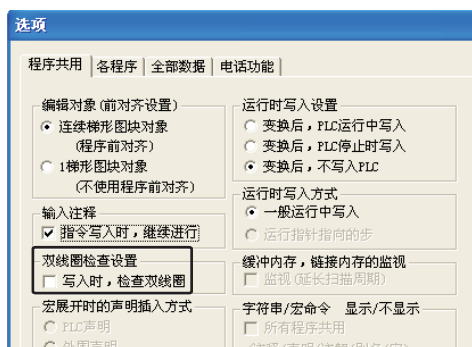 选项
程序共用 各程序 全部数据 电话功能
编辑对象(前对齐设置)
连续梯形图块对象
(程序前对齐)
1梯形图块对象
(不使用程序前对齐)
输入注释
指令写入时,继续进行
双线圈检查设置
写入时,检查双线圈
宏展开时的声明插入方式
PLC声明
外围声明
运行时写入设置
变换后,PLC运行中写入
变换后,PLC停止时写入
变换后,不写入PLC
运行时写入方式
一般运行中写入
运行指针指向的步
缓冲内存,链接内存的监视
监视(延长扫描周期)
字符串/宏命令 显示/不显示
所有程序共用